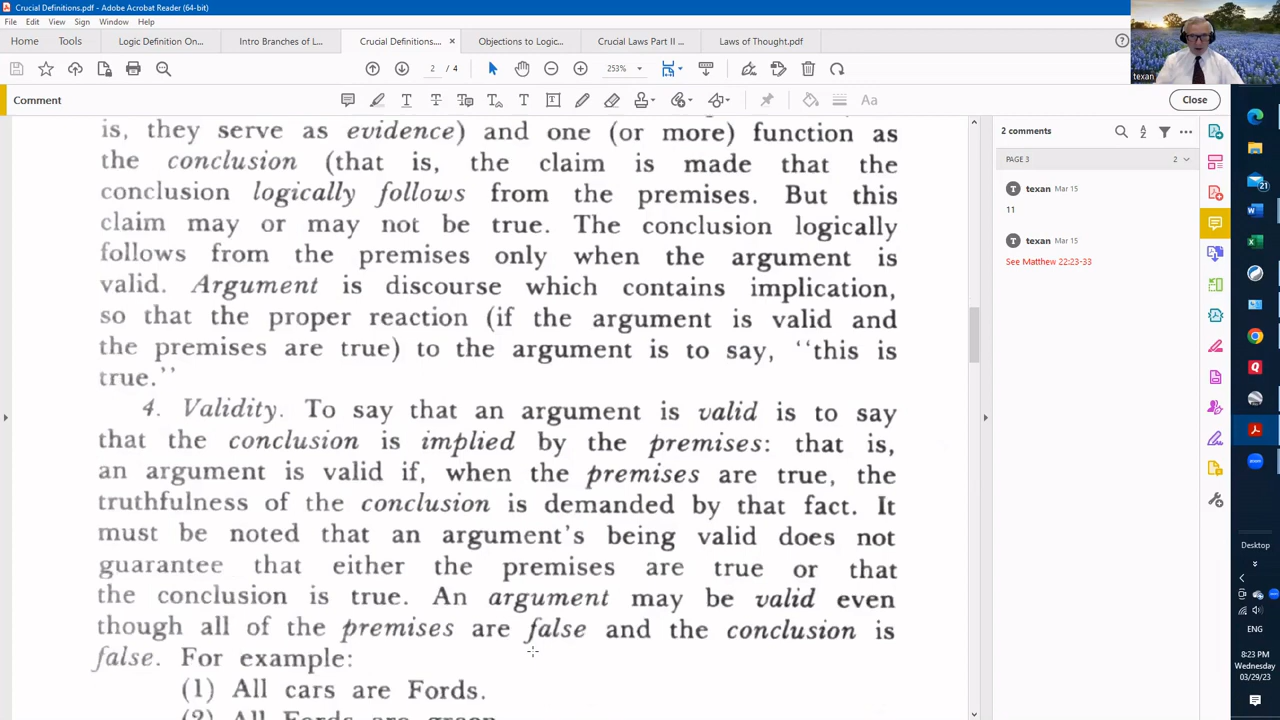 Crucial Definitions.pdf - Adobe Acrobat Reader (64-bit)
File Edit View Sign Window Help
Home Tools Logic Definition On... Intro Branches of L... Crucial Definitions.... × to Logic... Crucial Laws Part II ... Laws of Thought.pdf
2 / 4 253%
Comment Close
is, they serve as evidence) and one (or more) function as
the conclusion (that is, the claim is made that the
conclusion logically follows from the premises. But this
claim may or may not be true. The conclusion logically
follows from the premises only when the argument is
valid. Argument is discourse which contains implication,
so that the proper reaction (if the argument is valid and
the premises are true) to the argument is to say, ‘‘this is
true.’’
4. Validity. To say that an argument is valid is to say
that the conclusion is implied by the premises: that is,
an argument is valid if, when the premises are true, the
truthfulness of the conclusion is demanded by that fact. It
must be noted that an argument’s being valid does not
guarantee that either the premises are true or that
the conclusion is true. An argument may be valid even
though all of the premises are false and the conclusion is
false. For example:
(1) All cars are Fords.
(2) All Fords are green
2 comments
PAGE 3 2
T texan Mar 15
11
T texan Mar 15
See Matthew 22:23-33
texan
21
Desktop
ENG
8:23 PM
Wednesday
03/29/23